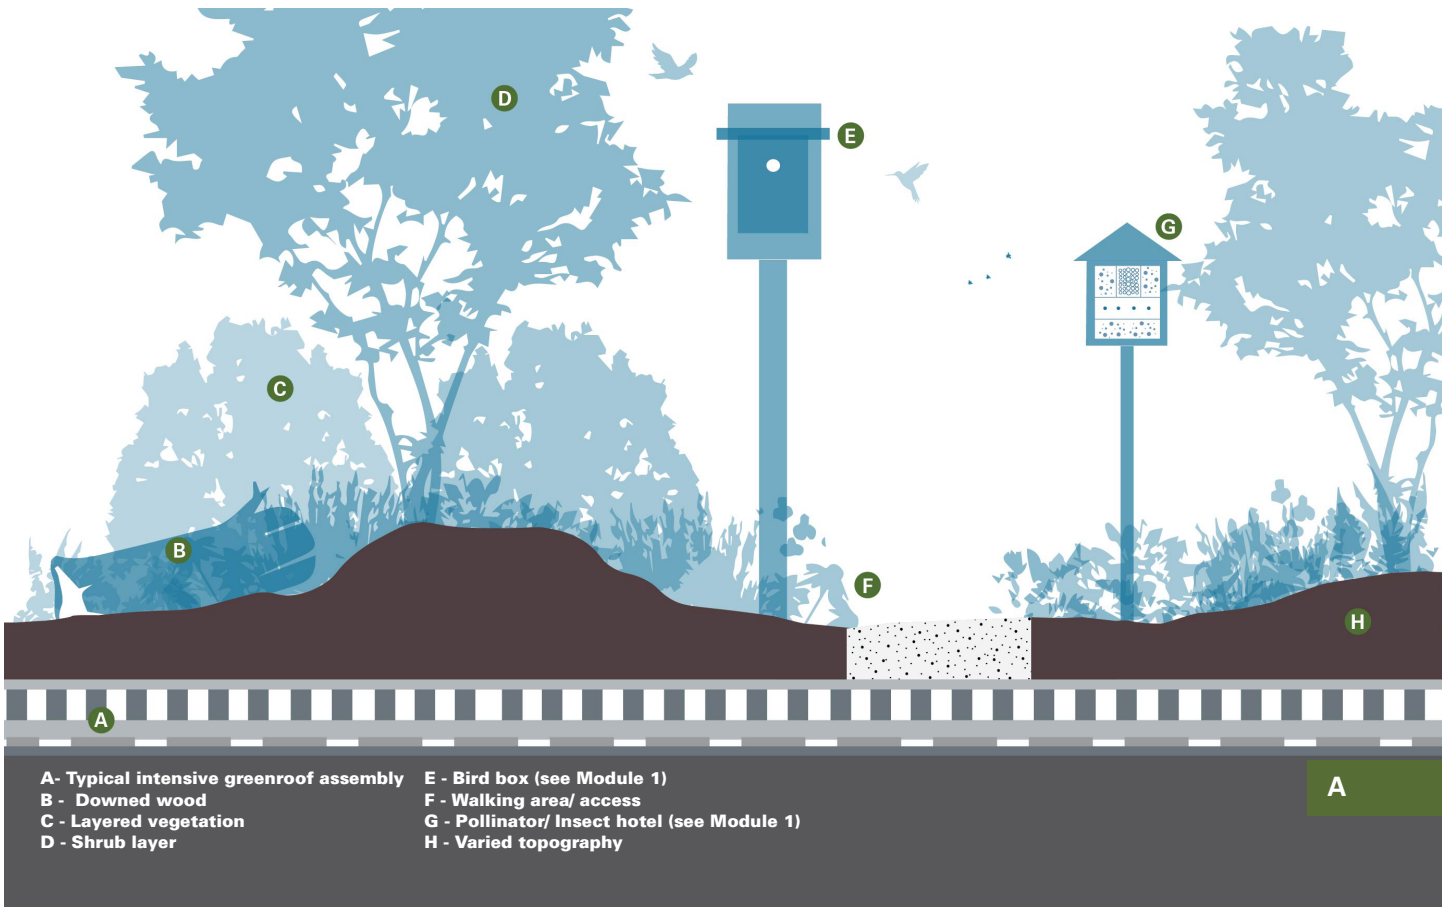 D
E
G
C
B
F
H
A
A- Typical intensive greenroof assembly
B - Downed wood
C - Layered vegetation
D - Shrub layer
E - Bird box (see Module 1)
F - Walking area/ access
G - Pollinator/ Insect hotel (see Module 1)
H - Varied topography
A